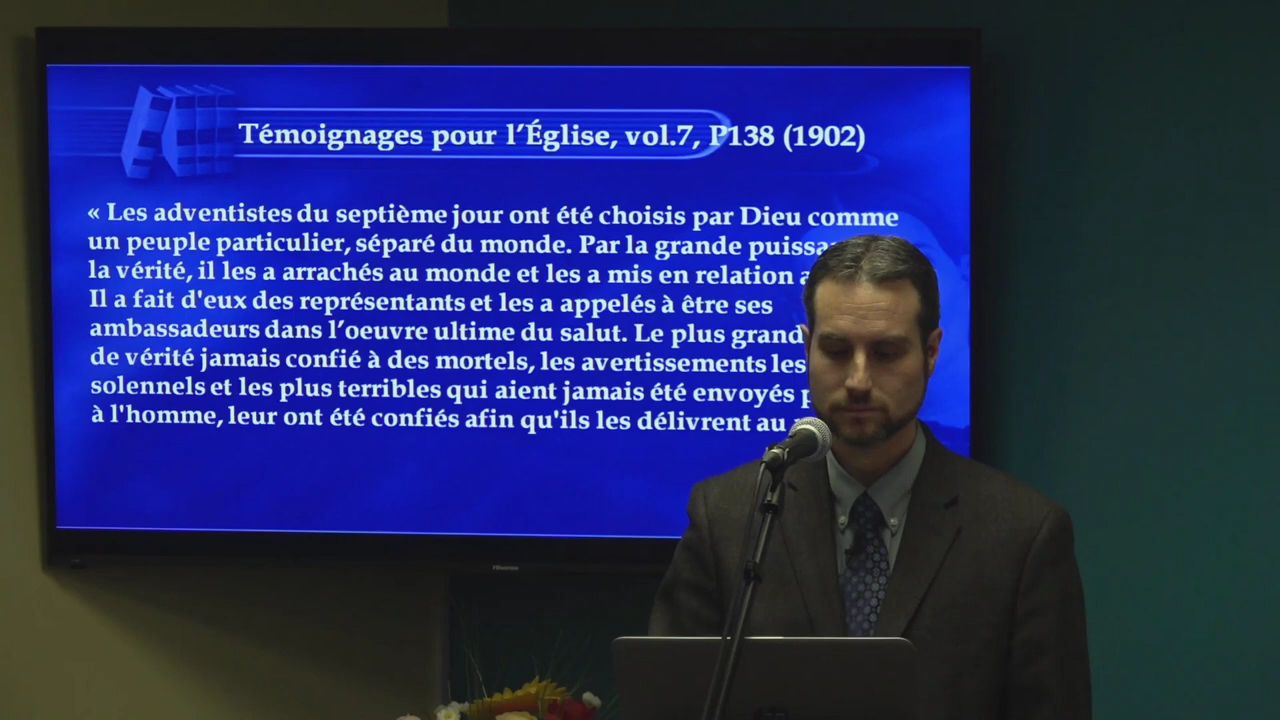 Témoignages pour l’Église, vol.7, P138 (1902)
« Les adventistes du septième jour ont été choisis par Dieu comme
un peuple particulier, séparé du monde. Par la grande
la vérité, il les a arrachés au monde et les a mis en relation
Il a fait d'eux des représentants et les a appelés à être ses
ambassadeurs dans l’oeuvre ultime du salut. Le plus grand
de vérité jamais confié à des mortels, les avertissements les
solennels et les plus terribles qui aient jamais été envoyés
à l'homme, leur ont été confiés afin qu'ils les délivrent au
Hisense